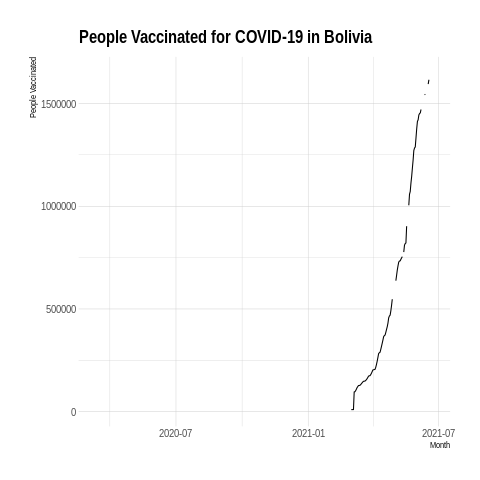 People Vaccinated for COVID-19 in Bolivia
People Vaccinated
1500000
1000000
500000
0
2020-07
2021-01
2021-07
Month